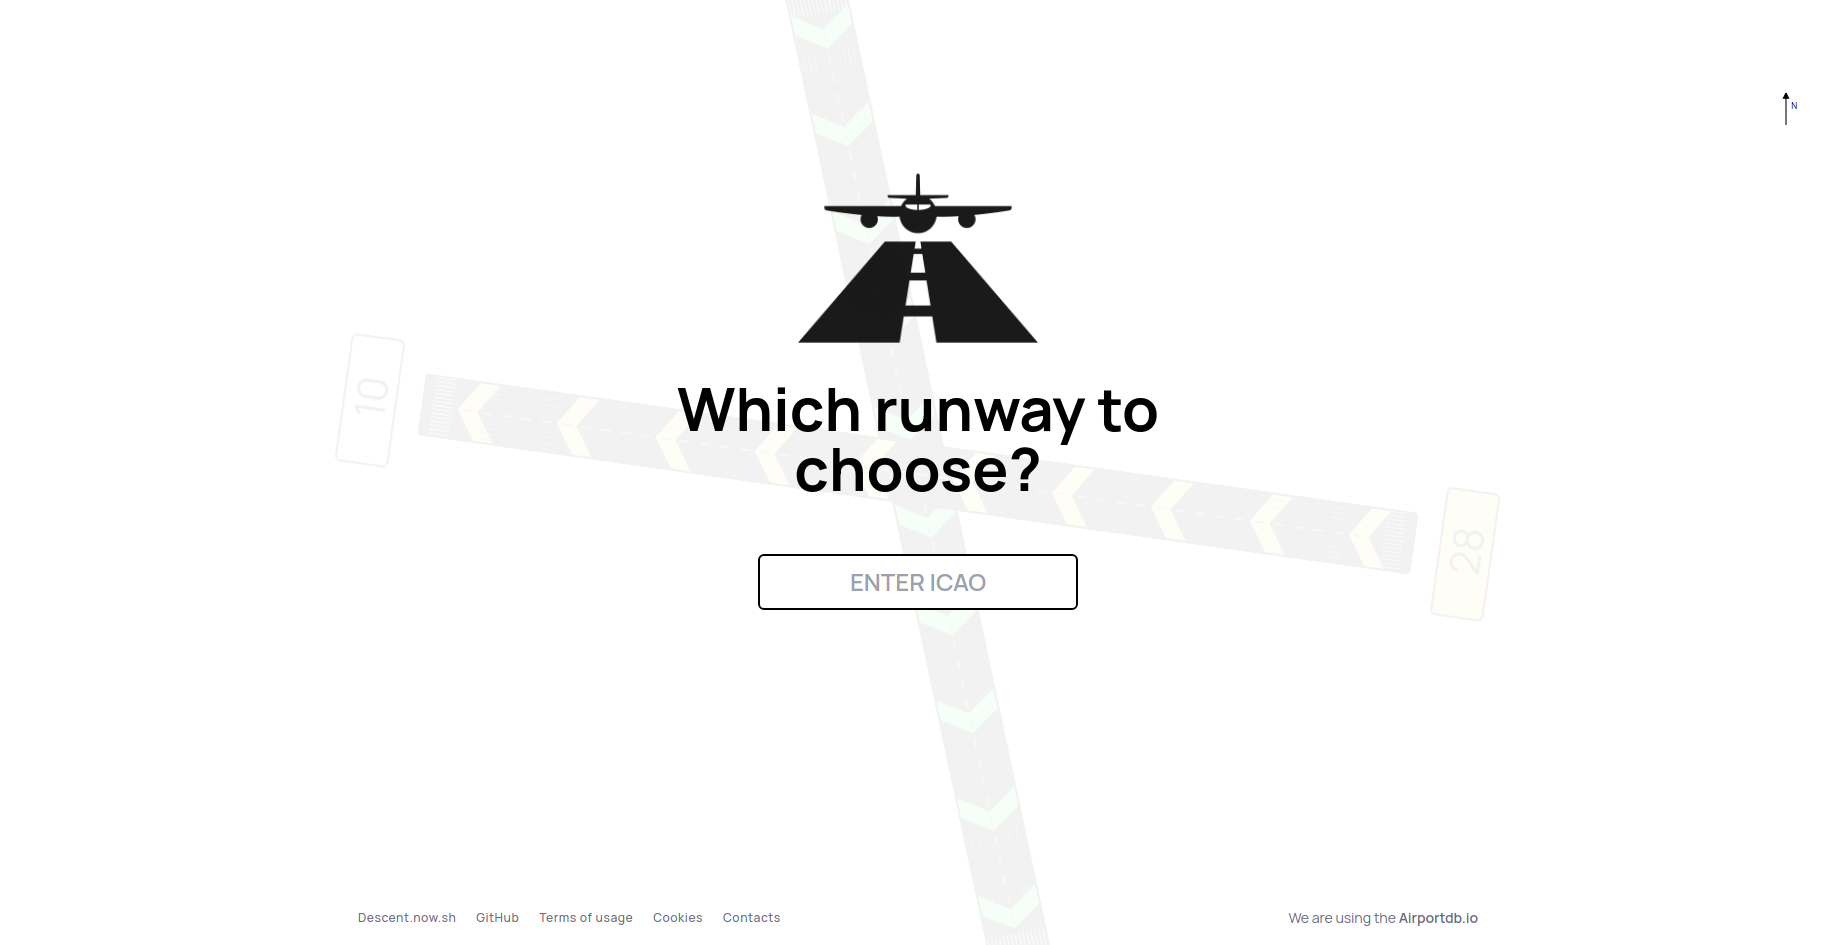 N
10
Which runway to
choose?
28
ENTER ICAO
Descent.now.sh GitHub Terms of usage Cookies Contacts We are using the Airportdb.io